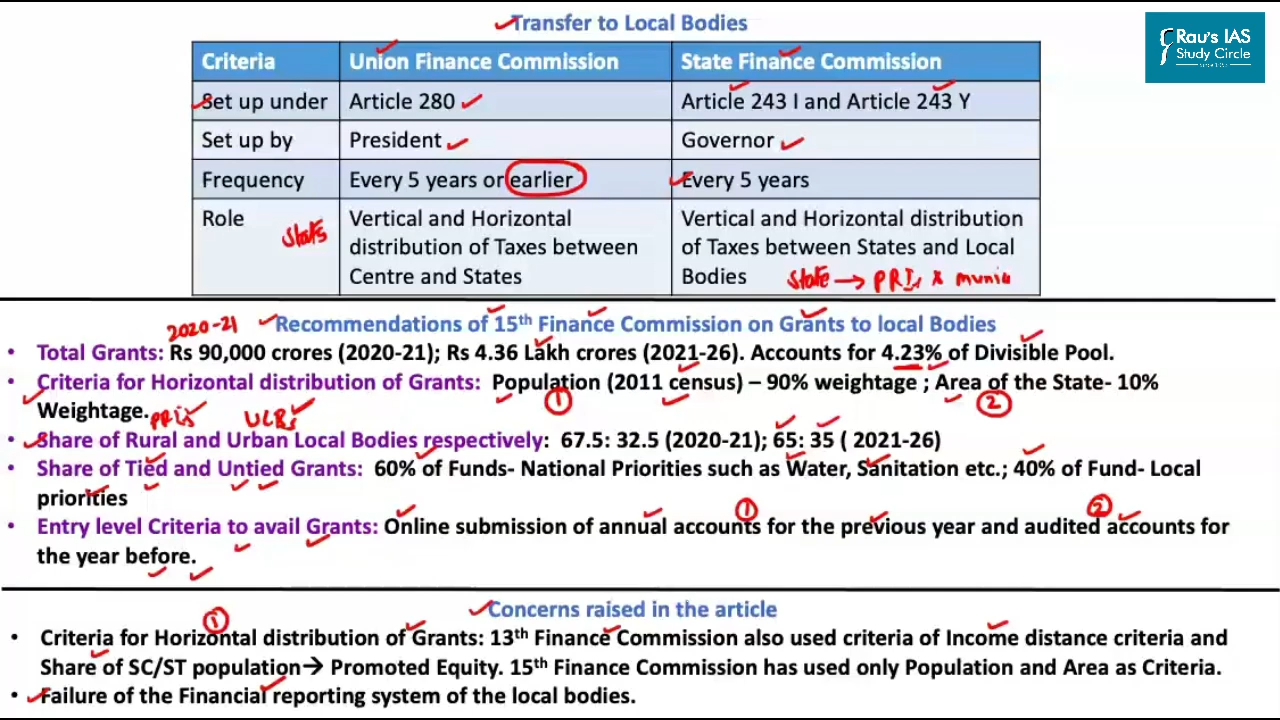 Transfer to Local Bodies
Rau's IAS
Study Circle
Criteria Union Finance Commission State Finance Commission
Set up under Article 280 Article 243 I and Article 243 Y
Set up by President Governor
Frequency Every 5 years or earlier Every 5 years
Role Vertical and Horizontal Vertical and Horizontal distribution
States distribution of Taxes between of Taxes between States and Local
Centre and States Bodies State → PRIs & munici
2020-21 Recommendations of 15th Finance Commission on Grants to local Bodies
• Total Grants: Rs 90,000 crores (2020-21); Rs 4.36 Lakh crores (2021-26). Accounts for 4.23% of Divisible Pool.
• Criteria for Horizontal distribution of Grants: Population (2011 census) – 90% weightage ; Area of the State- 10%
Weightage. PRIs ULBs ① ②
• Share of Rural and Urban Local Bodies respectively: 67.5: 32.5 (2020-21); 65: 35 ( 2021-26)
• Share of Tied and Untied Grants: 60% of Funds- National Priorities such as Water, Sanitation etc.; 40% of Fund- Local
priorities
① ②
• Entry level Criteria to avail Grants: Online submission of annual accounts for the previous year and audited accounts for
the year before.
Concerns raised in the article
①
• Criteria for Horizontal distribution of Grants: 13th Finance Commission also used criteria of Income distance criteria and
Share of SC/ST population→ Promoted Equity. 15th Finance Commission has used only Population and Area as Criteria.
• Failure of the Financial reporting system of the local bodies.